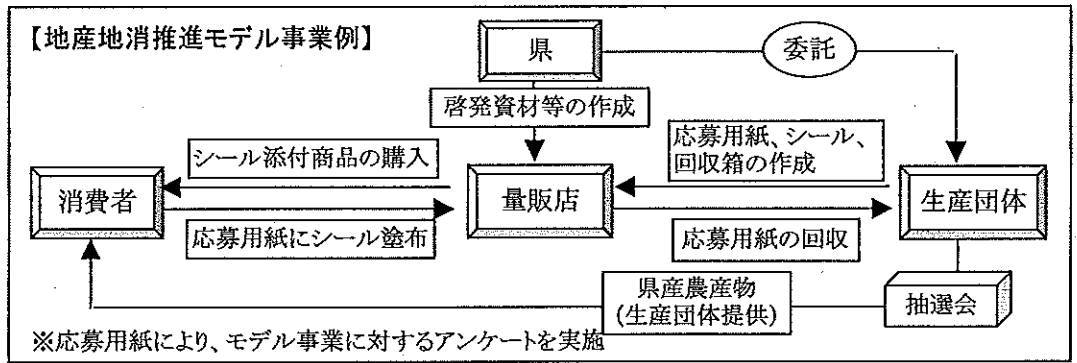 【地産地消推進モデル事業例】
県
委託
啓発資材等の作成
シール添付商品の購入
応募用紙、シール、
回収箱の作成
消費者
量販店
生産団体
応募用紙にシール塗布
応募用紙の回収
県産農産物
(生産団体提供)
抽選会
※応募用紙により、モデル事業に対するアンケートを実施